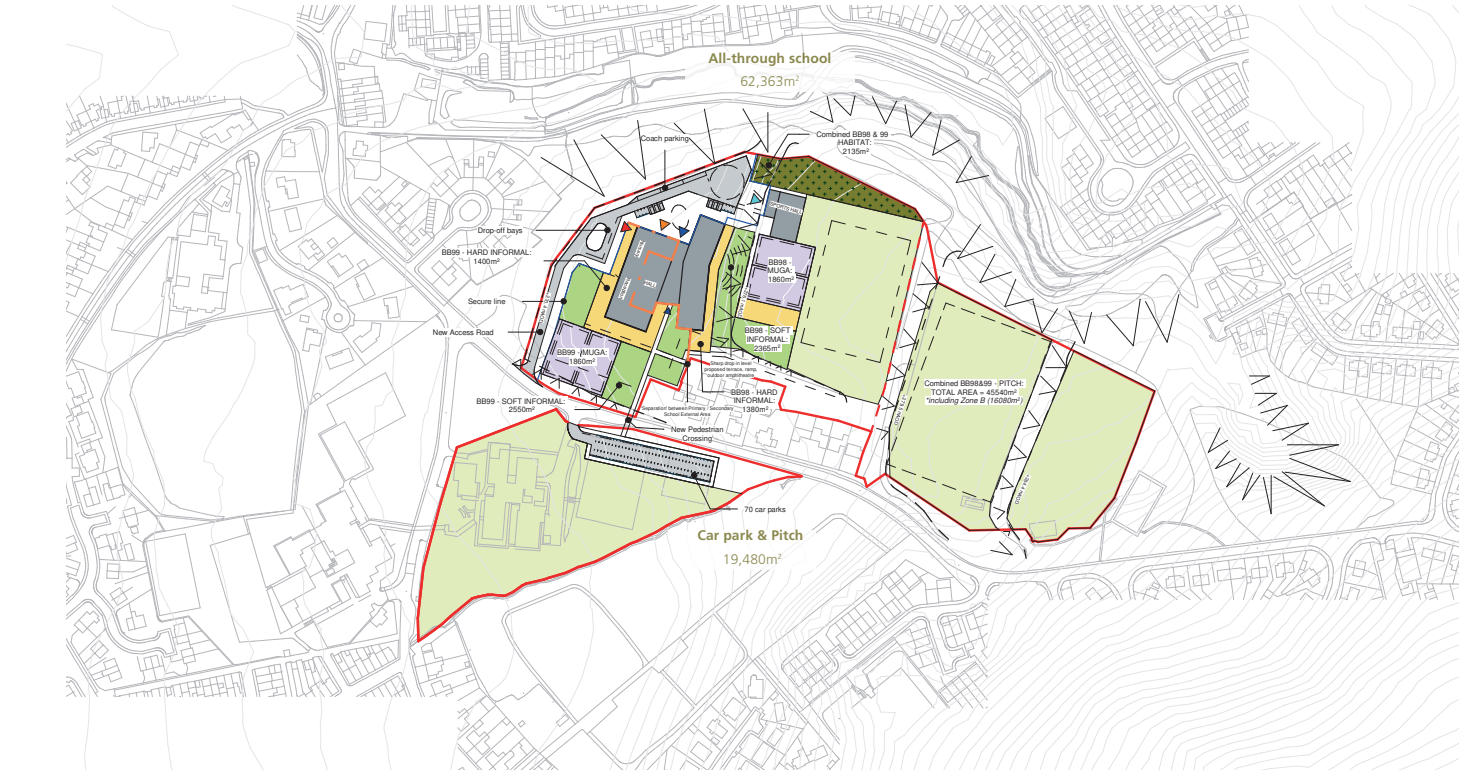 All-through school
62,363m²
Coach parking
Combined BB98 & 99
HABITAT:
2135m²
SPORTS HALL
Drop-off bays
BB99 - HARD INFORMAL:
1400m²
HALL
BB98 -
MUGA:
1860m²
Secure line
New Access Road
BB99 - MUGA:
1860m²
BB98 - SOFT
INFORMAL:
2365m²
Sharp drop in level
proposed terrace, ramp,
outdoor amphitheatre
BB98 - HARD
INFORMAL:
1380m²
BB99 - SOFT INFORMAL:
2550m²
Separation between Primary / Secondary
School External Area
New Pedestrian
Crossing
Combined BB98&99 - PITCH:
TOTAL AREA = 45540m²
*including Zone B (16080m²)
70 car parks
Car park & Pitch
19,480m²